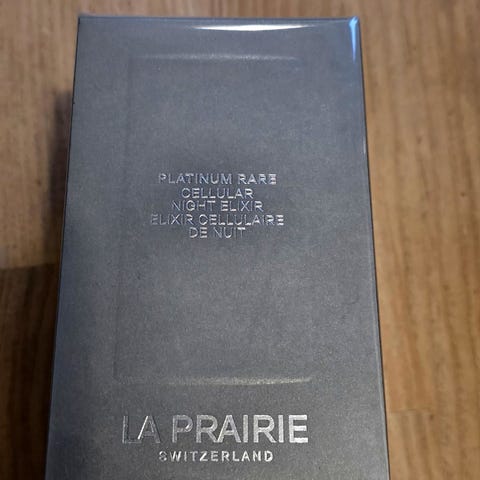 PLATINUM RARE
CELLULAR
NIGHT ELIXIR
ELIXIR CELLULAIRE
DE NUIT
LA PRAIRIE
SWITZERLAND